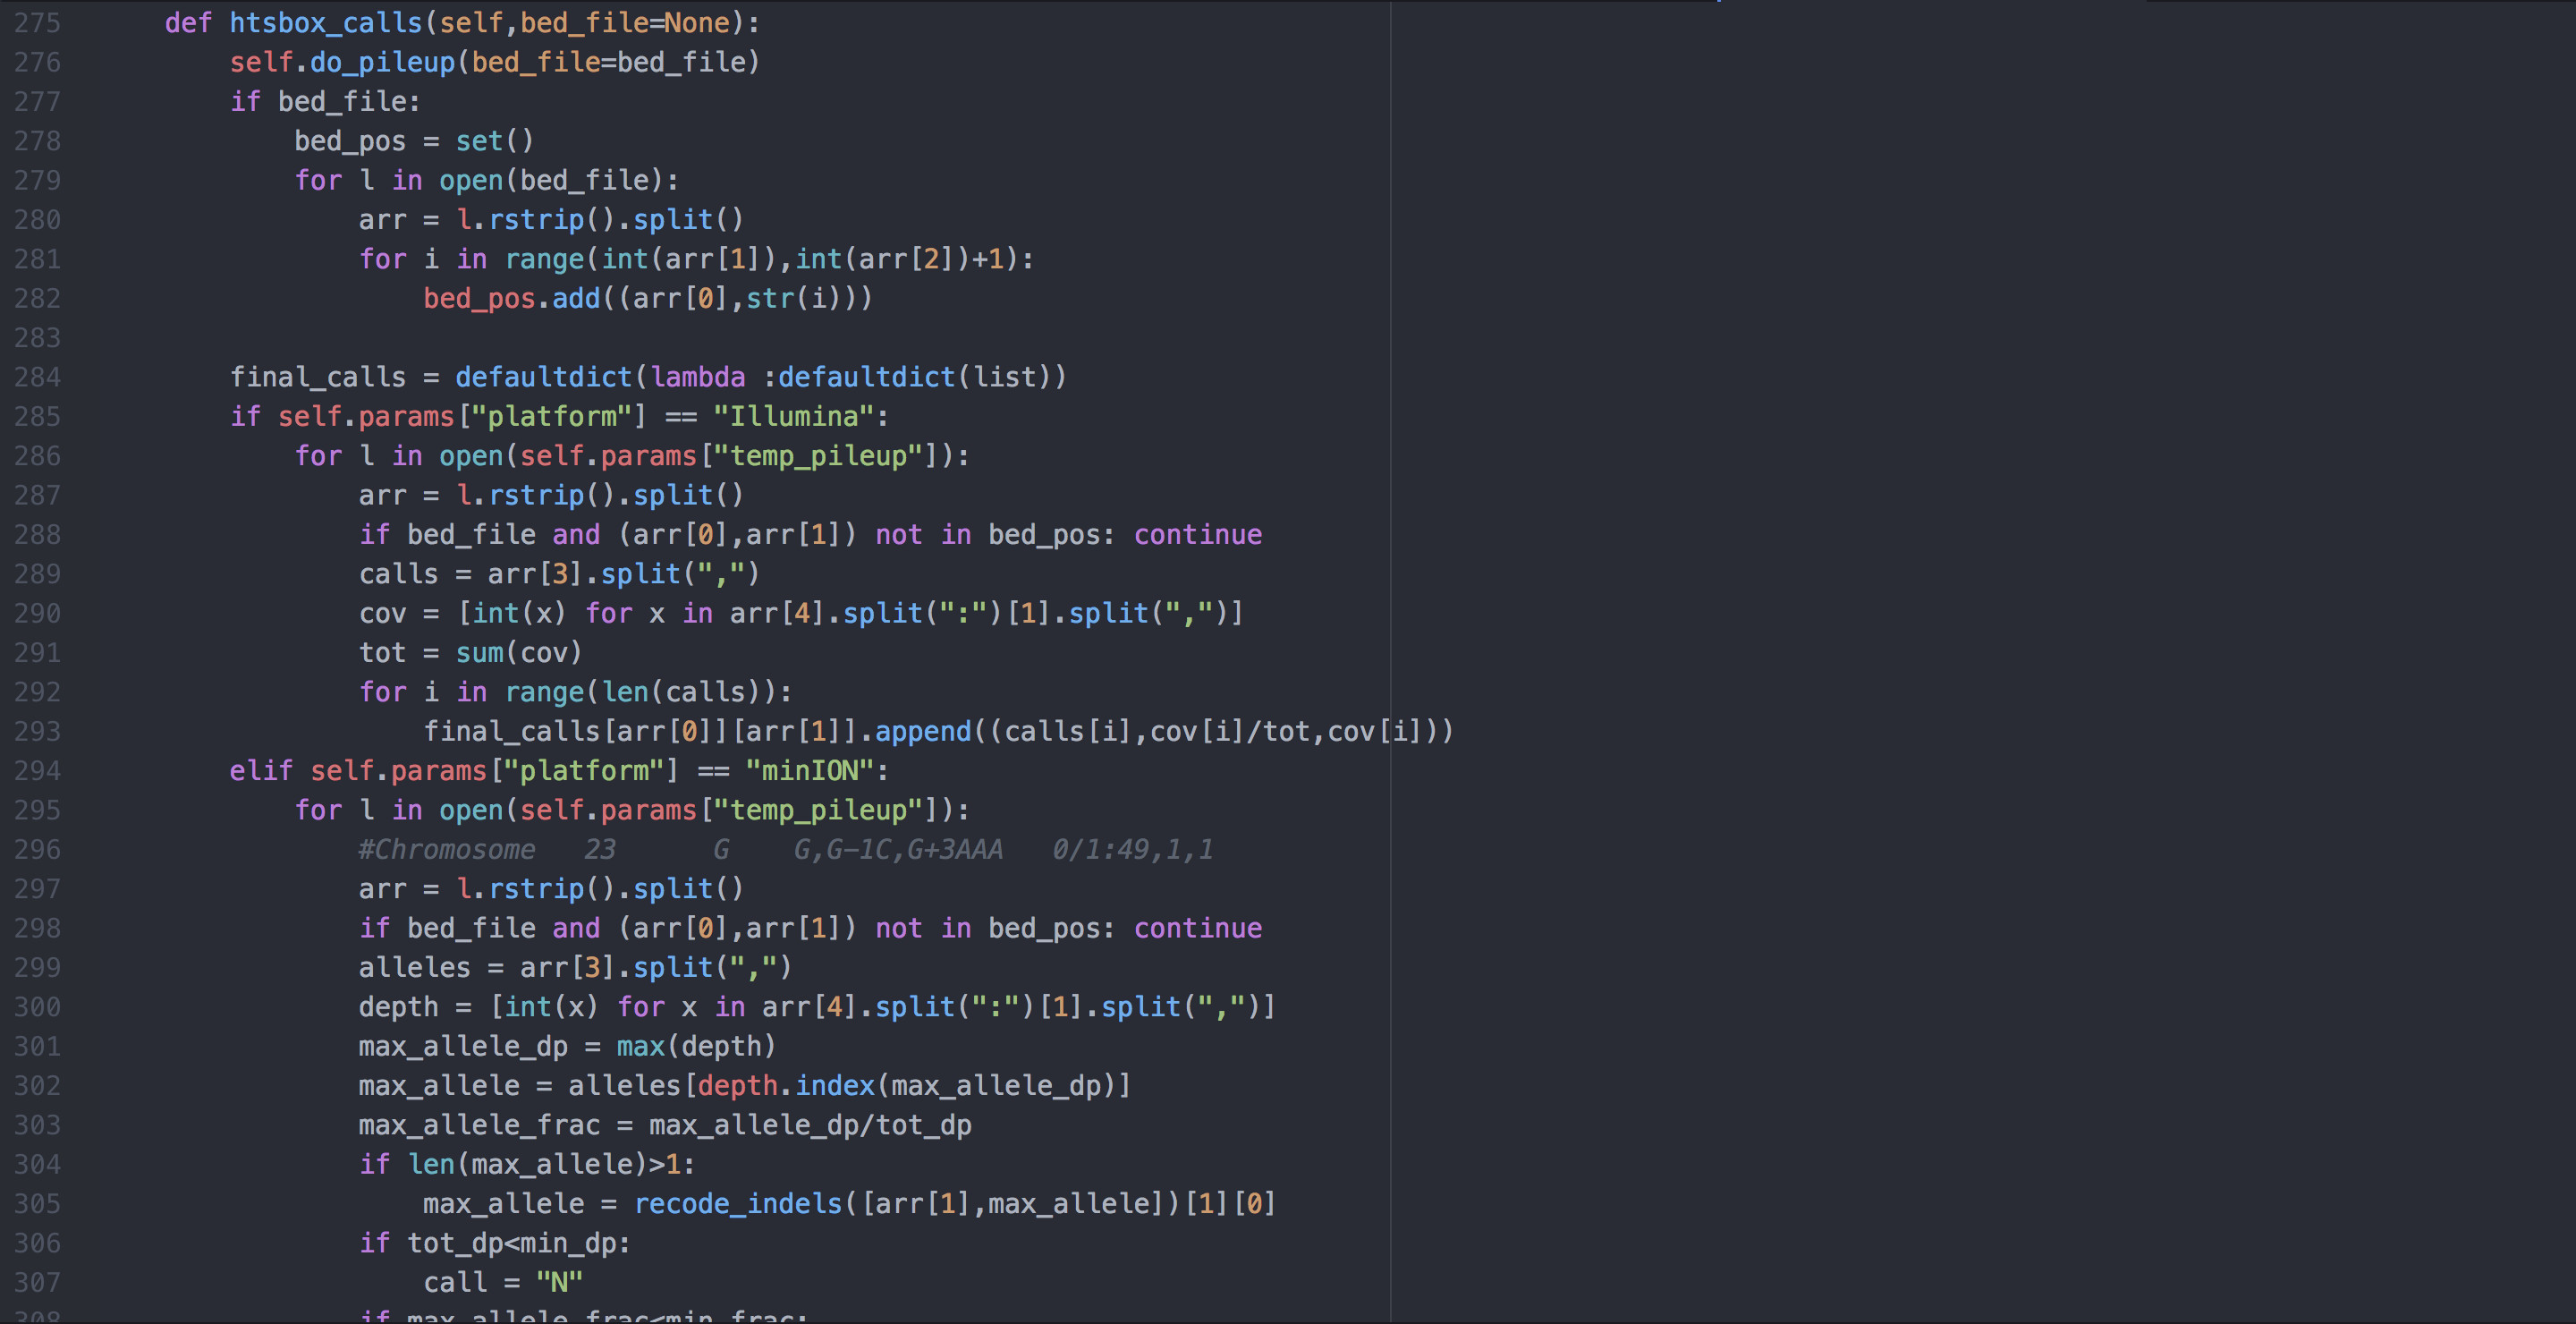 275 def htsbox_calls(self,bed_file=None):
276 self.do_pileup(bed_file=bed_file)
277 if bed_file:
278 bed_pos = set()
279 for l in open(bed_file):
280 arr = l.rstrip().split()
281 for i in range(int(arr[1]),int(arr[2])+1):
282 bed_pos.add((arr[0],str(i)))
283
284 final_calls = defaultdict(lambda :defaultdict(list))
285 if self.params["platform"] == "Illumina":
286 for l in open(self.params["temp_pileup"]):
287 arr = l.rstrip().split()
288 if bed_file and (arr[0],arr[1]) not in bed_pos: continue
289 calls = arr[3].split(",")
290 cov = [int(x) for x in arr[4].split(":")[1].split(",")]
291 tot = sum(cov)
292 for i in range(len(calls)):
293 final_calls[arr[0]][arr[1]].append((calls[i],cov[i]/tot,cov[i]))
294 elif self.params["platform"] == "minION":
295 for l in open(self.params["temp_pileup"]):
296 #Chromosome 23 G G,G-1C,G+3AAA 0/1:49,1,1
297 arr = l.rstrip().split()
298 if bed_file and (arr[0],arr[1]) not in bed_pos: continue
299 alleles = arr[3].split(",")
300 depth = [int(x) for x in arr[4].split(":")[1].split(",")]
301 max_allele_dp = max(depth)
302 max_allele = alleles[depth.index(max_allele_dp)]
303 max_allele_frac = max_allele_dp/tot_dp
304 if len(max_allele)>1:
305 max_allele = recode_indels([arr[1],max_allele])[1][0]
306 if tot_dp<min_dp:
307 call = "N"
308 if max_allele_frac<min_frac: